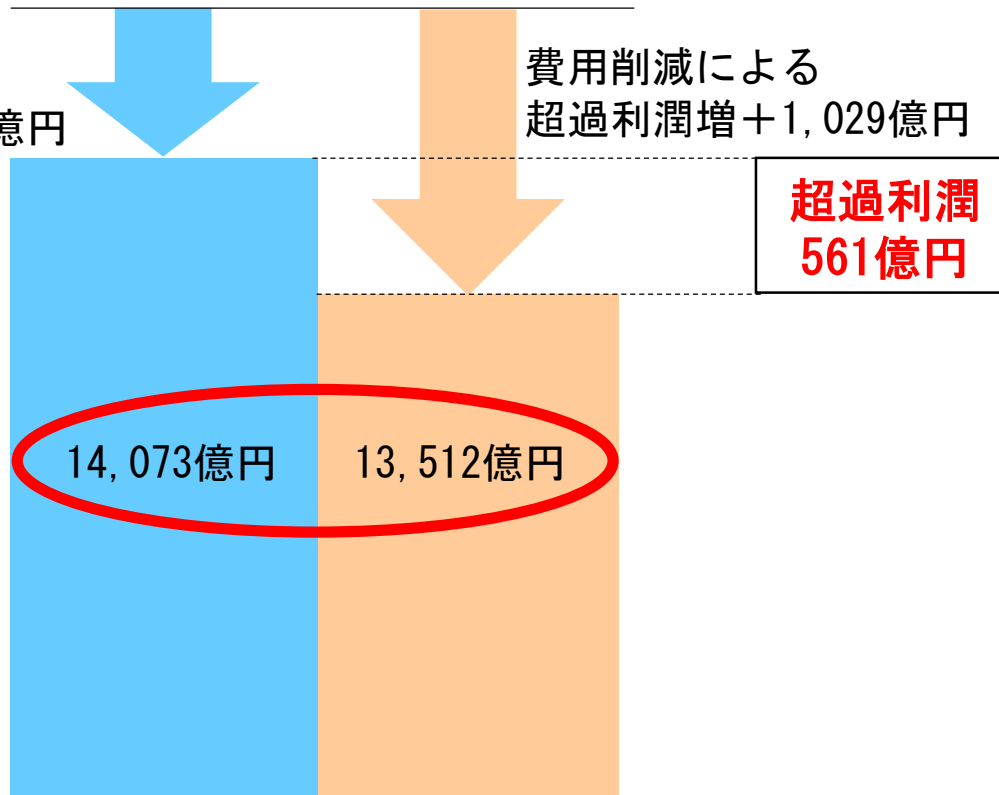 費用削減による
超過利潤増＋1,029億円
億円
超過利潤
561億円
14,073億円
13,512億円